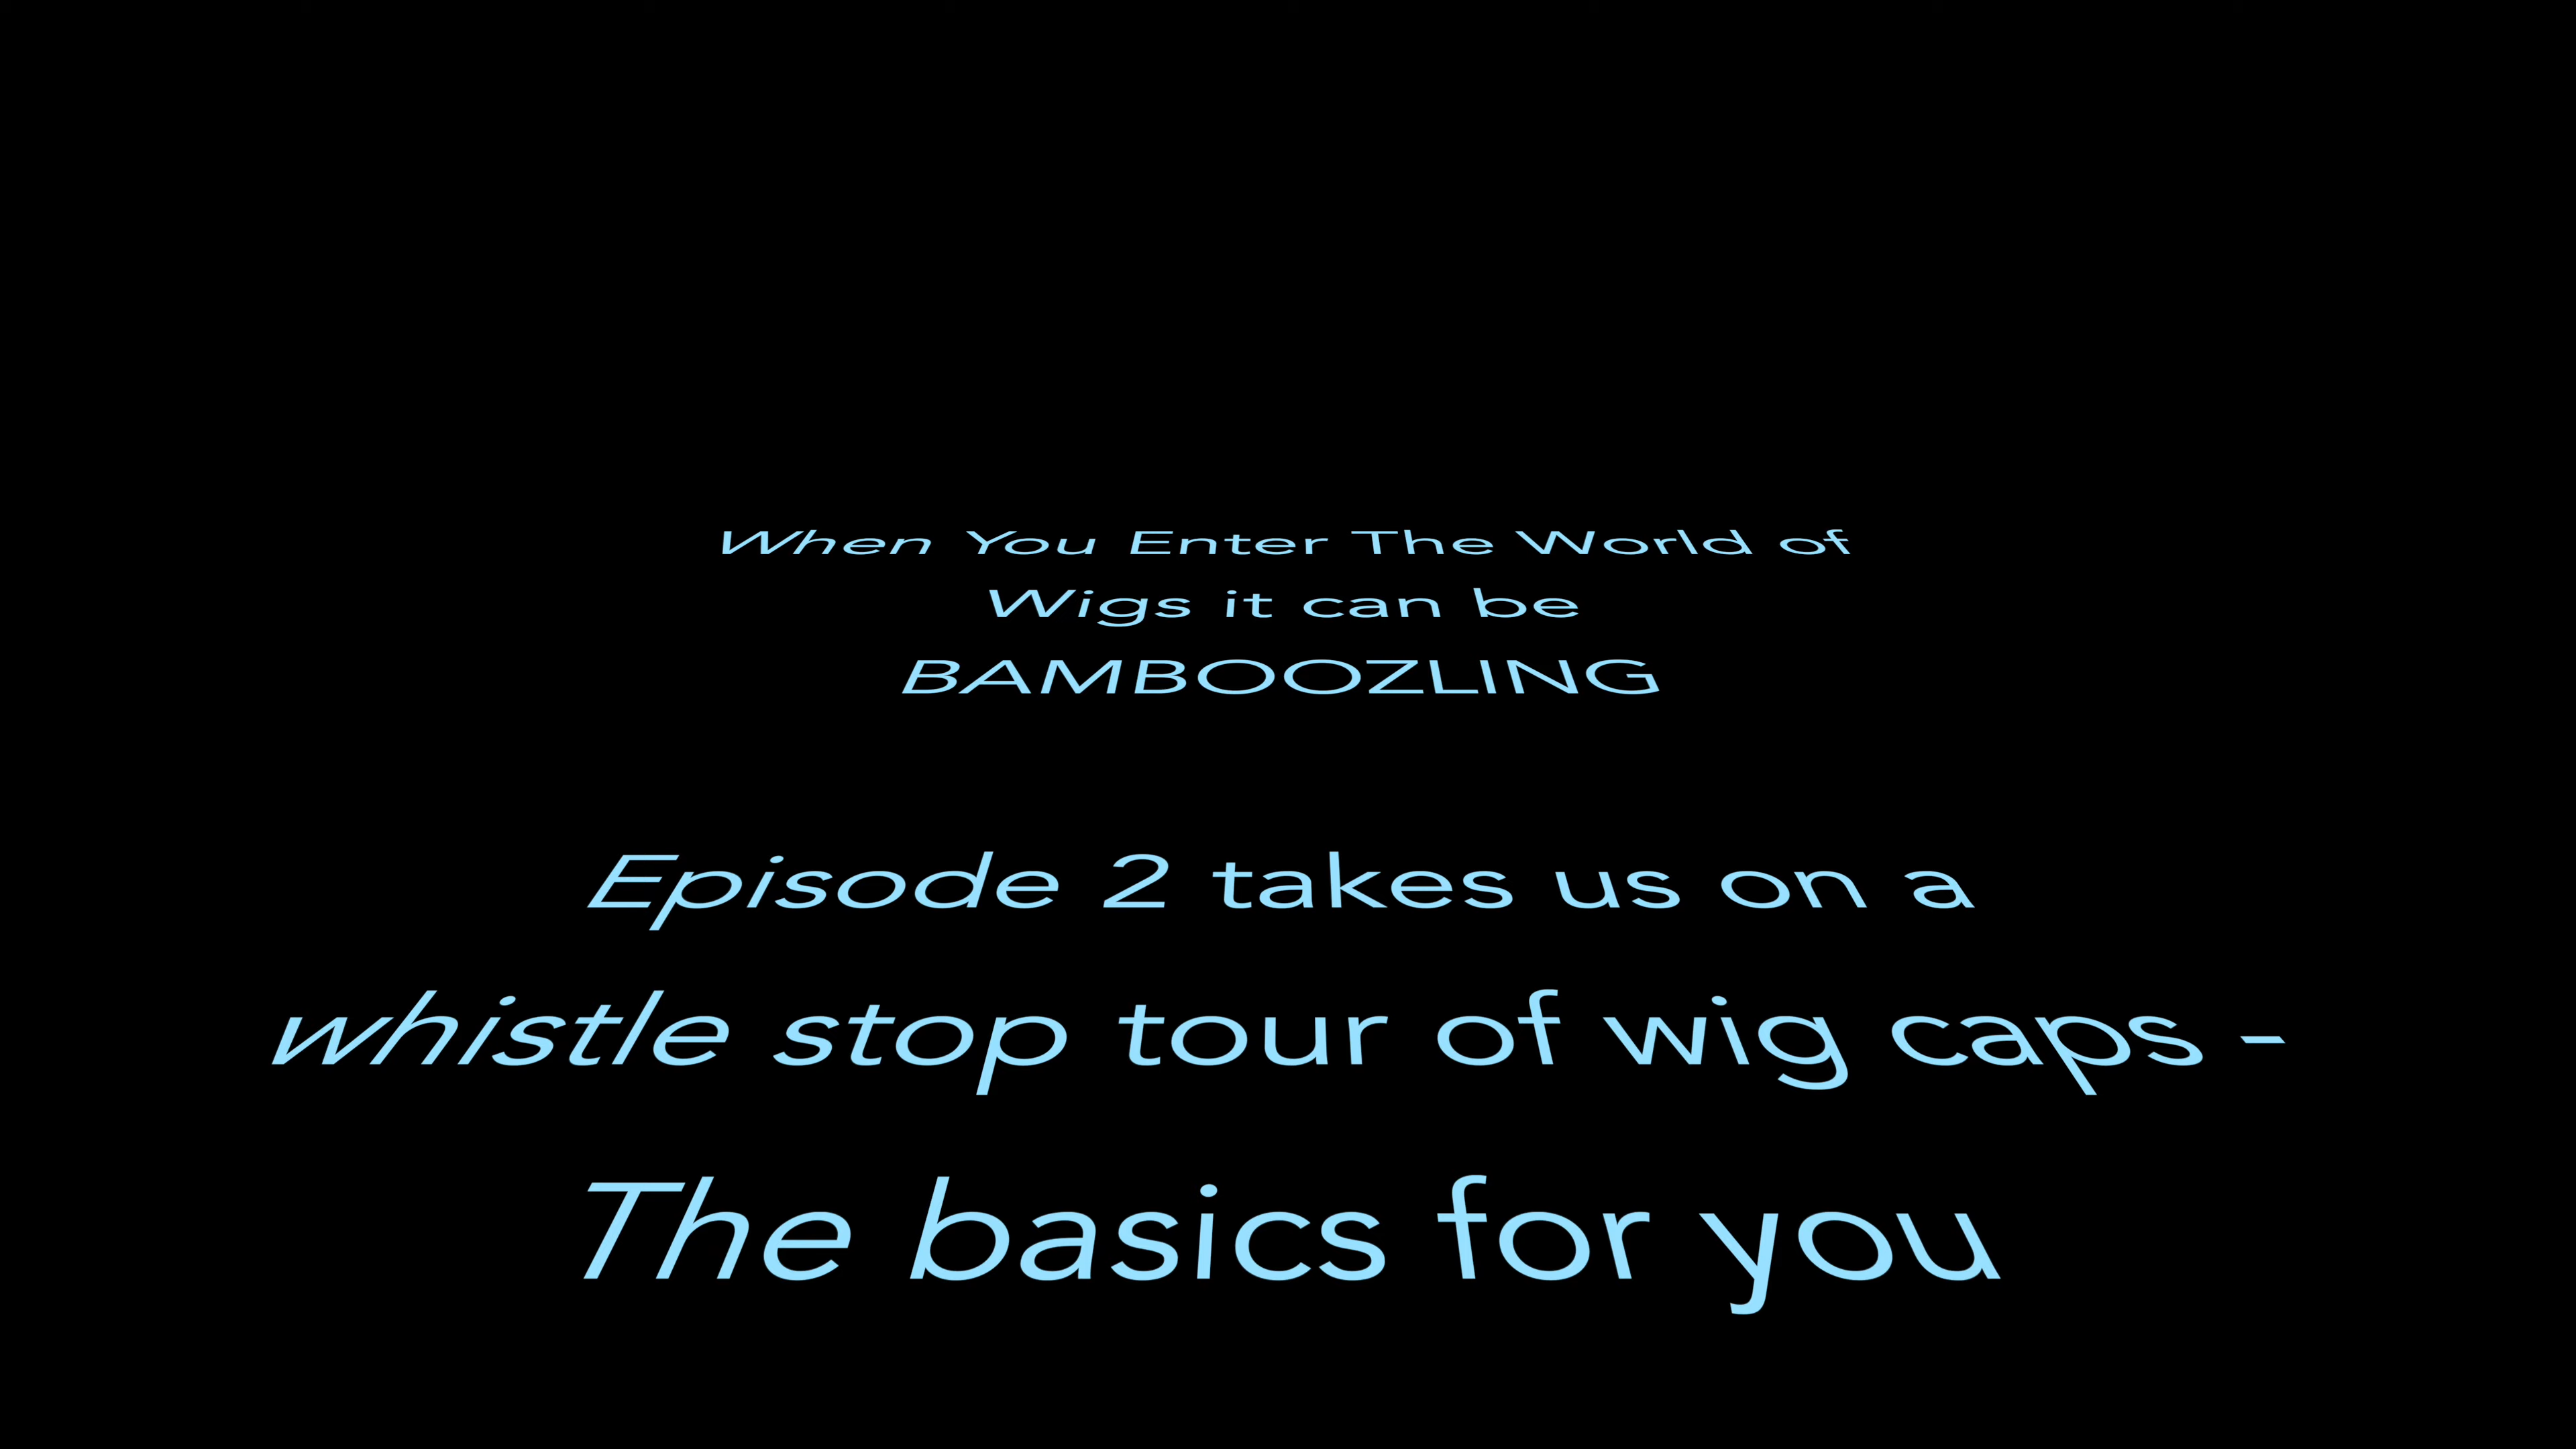 When You Enter The World of
Wigs it can be
BAMBOOZLING
Episode 2 takes us on a
whistle stop tour of wig caps -
The basics for you